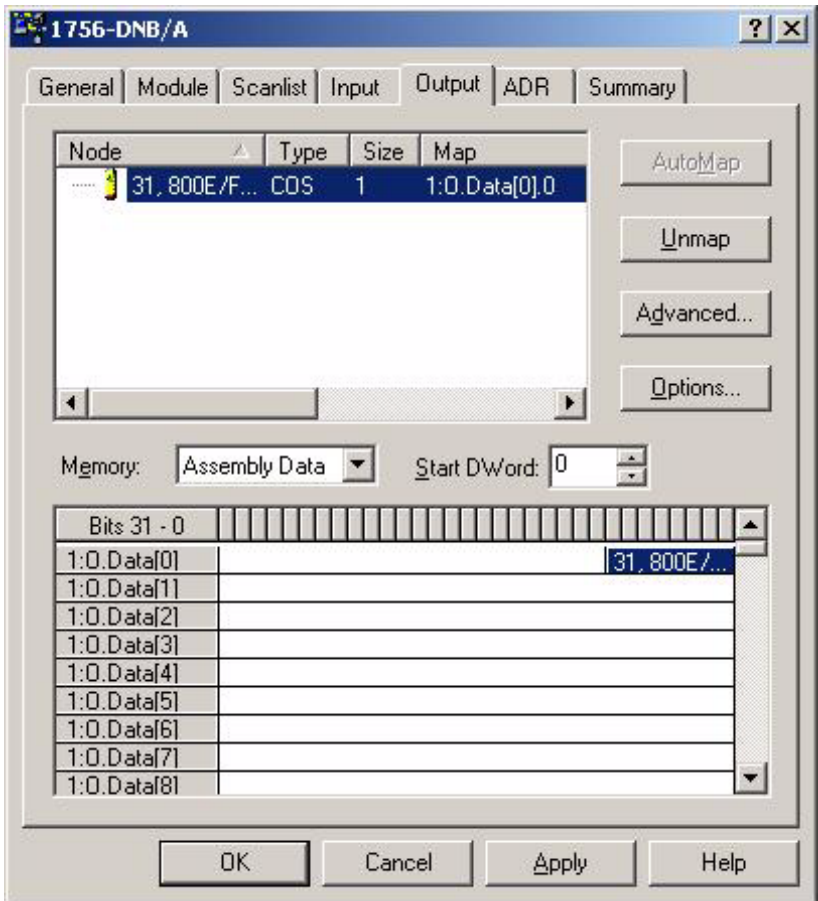 1756-DNB/A
General Module Scanlist Input Output ADR Summary
Node Type Size Map
31, 800E/F... COS 1 1:O.Data[0].0
AutoMap
Unmap
Advanced...
Options...
Memory: Assembly Data Start DWord: 0
Bits 31 - 0
1:O.Data[0] 31, 800E/...
1:O.Data[1]
1:O.Data[2]
1:O.Data[3]
1:O.Data[4]
1:O.Data[5]
1:O.Data[6]
1:O.Data[7]
1:O.Data[8]
OK Cancel Apply Help